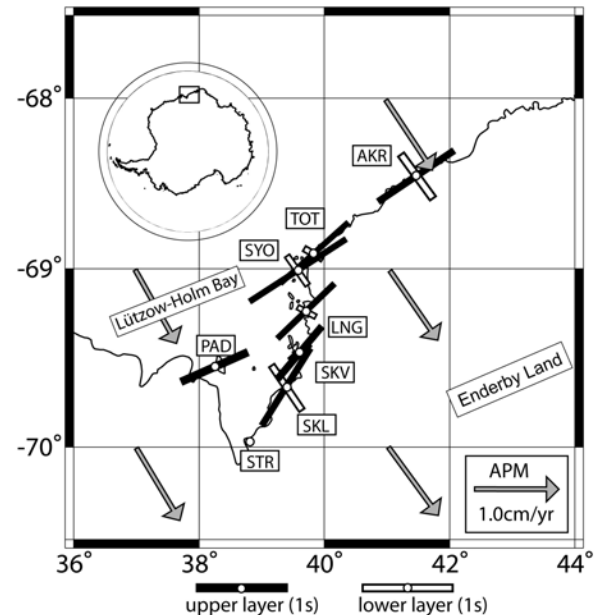 -68°
AKR
TOT
SYO
-69°
Lützow-Holm Bay
LNG
PAD
SKV
Enderby Land
SKL
-70°
STR
APM
1.0cm/yr
36° 38° 40° 42° 44°
upper layer (1s) lower layer (1s)